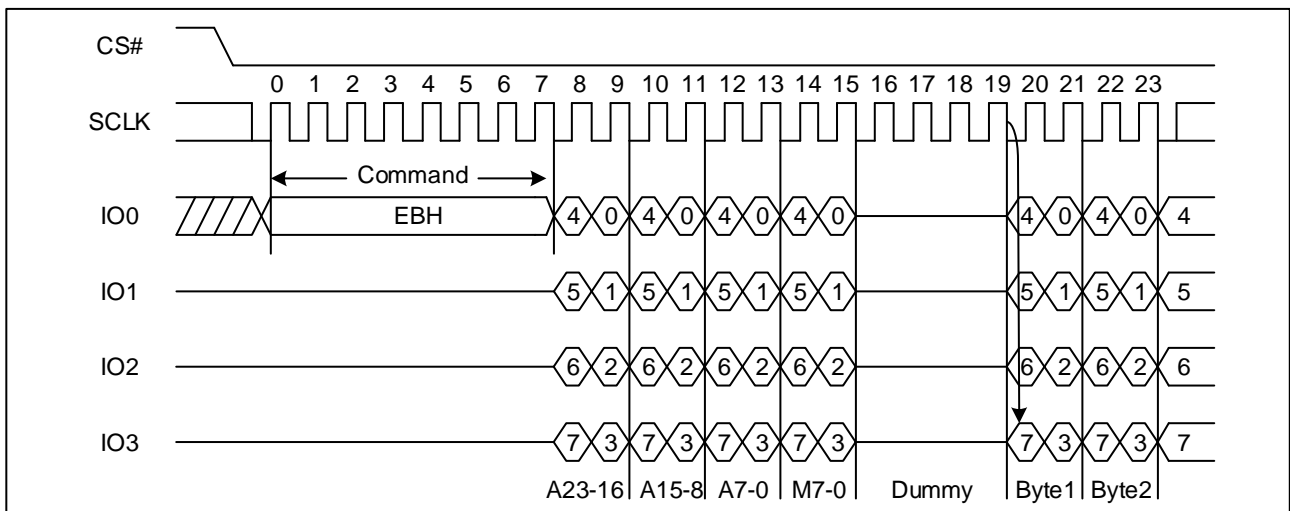 CS#
0 1 2 3 4 5 6 7 8 9 10 11 12 13 14 15 16 17 18 19 20 21 22 23
SCLK
Command
IO0 EBH 4 0 4 0 4 0 4 0 4 0 4 0 4
IO1 5 1 5 1 5 1 5 1 5 1 5 1 5
IO2 6 2 6 2 6 2 6 2 6 2 6 2 6
IO3 7 3 7 3 7 3 7 3 7 3 7 3 7
A23-16 A15-8 A7-0 M7-0 Dummy Byte1 Byte2